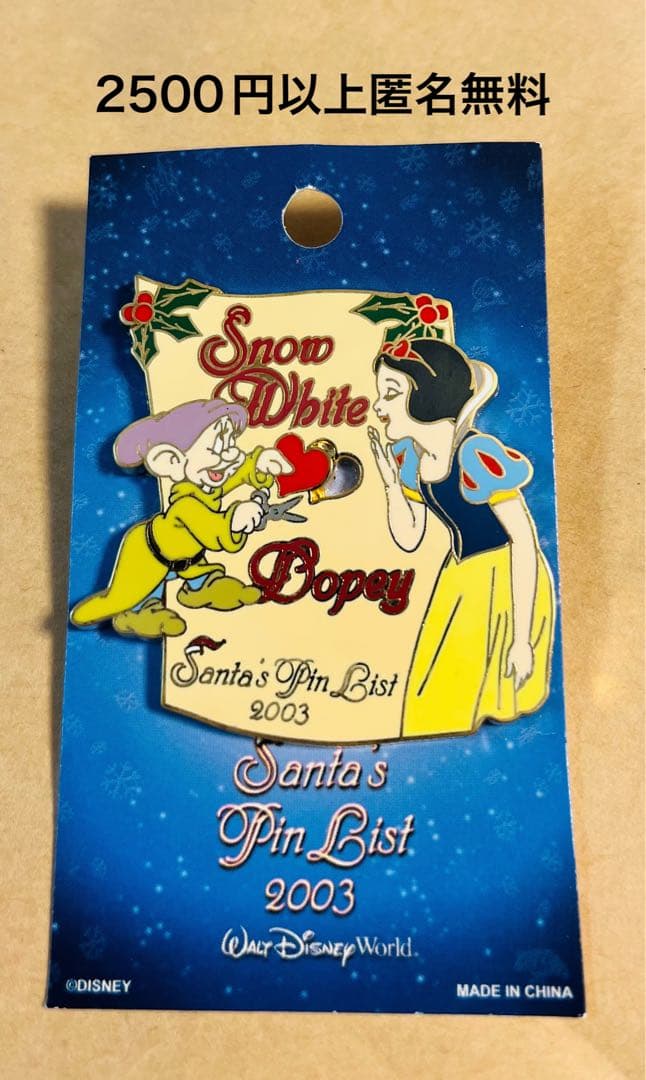 2500円以上匿名無料
Snow
White
Dopey
Santa's Pin List
2003
Santa's
Pin List
2003
WALT DISNEY World
©DISNEY
MADE IN CHINA